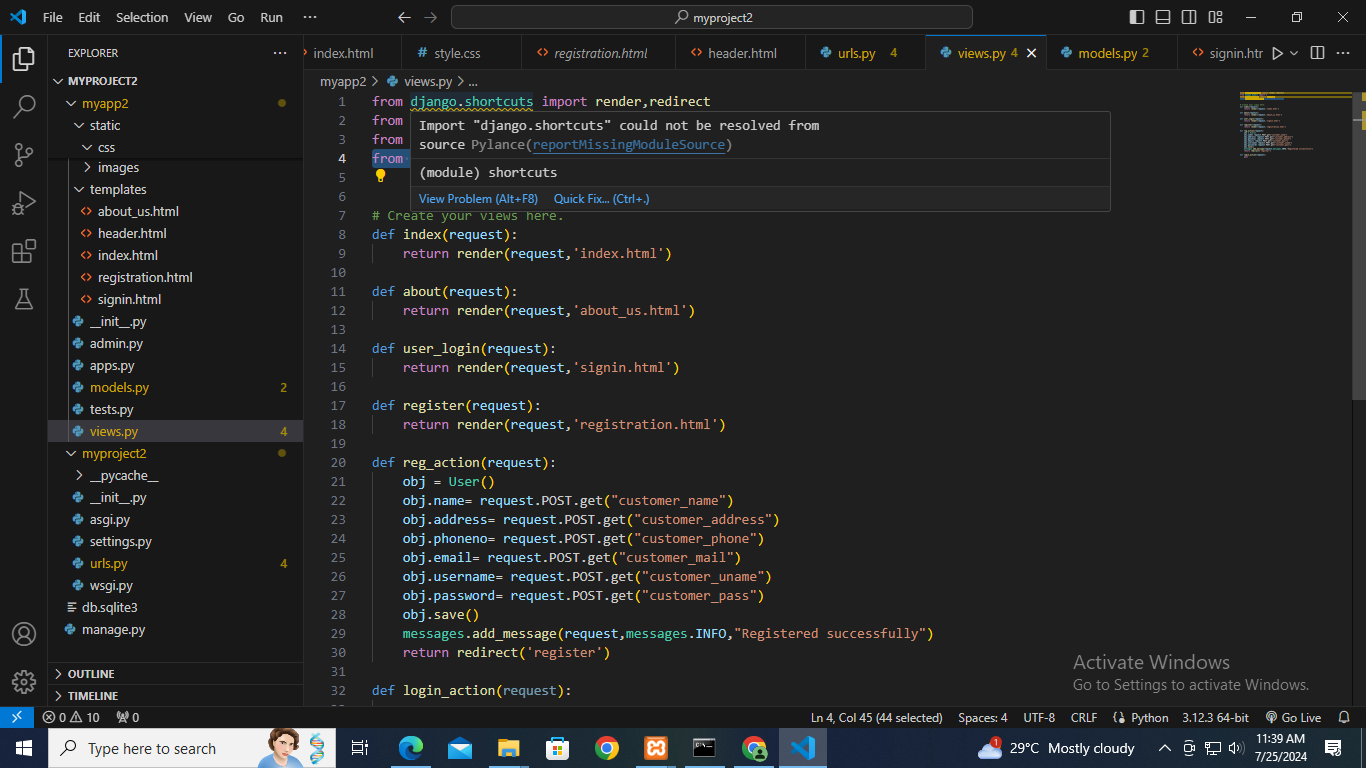 File Edit Selection View Go Run ··· myproject2
EXPLORER ···
index.html # style.css <> registration.html <> header.html urls.py 4 views.py 4 models.py 2 <> signin.htr ···
MYPROJECT2
myapp2
static
css
images
templates
<> about_us.html
<> header.html
<> index.html
<> registration.html
<> signin.html
__init__.py
admin.py
apps.py
models.py 2
tests.py
views.py 4
myproject2
__pycache__
__init__.py
asgi.py
settings.py
urls.py 4
wsgi.py
db.sqlite3
manage.py
OUTLINE
TIMELINE
myapp2 > views.py > ...
1 from django.shortcuts import render,redirect
2 from
3 from
4 from
5
6
Import "django.shortcuts" could not be resolved from
source Pylance(reportMissingModuleSource)
(module) shortcuts
View Problem (Alt+F8) Quick Fix... (Ctrl+.)
7 # Create your views here.
8 def index(request):
9 return render(request,'index.html')
10
11 def about(request):
12 return render(request,'about_us.html')
13
14 def user_login(request):
15 return render(request,'signin.html')
16
17 def register(request):
18 return render(request,'registration.html')
19
20 def reg_action(request):
21 obj = User()
22 obj.name= request.POST.get("customer_name")
23 obj.address= request.POST.get("customer_address")
24 obj.phoneno= request.POST.get("customer_phone")
25 obj.email= request.POST.get("customer_mail")
26 obj.username= request.POST.get("customer_uname")
27 obj.password= request.POST.get("customer_pass")
28 obj.save()
29 messages.add_message(request,messages.INFO,"Registered successfully")
30 return redirect('register')
31
32 def login_action(request):
Activate Windows
Go to Settings to activate Windows.
0 10 0 Ln 4, Col 45 (44 selected) Spaces: 4 UTF-8 CRLF Python 3.12.3 64-bit Go Live
Type here to search 1 29°C Mostly cloudy 11:39 AM
7/25/2024